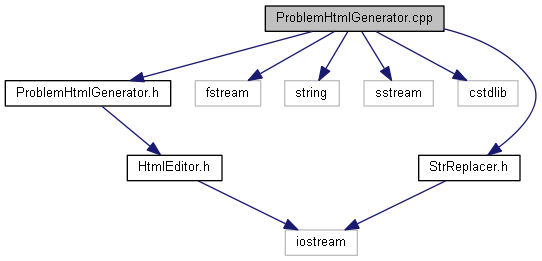 ProblemHtmlGenerator.cpp
ProblemHtmlGenerator.h
fstream
string
sstream
cstdlib
HtmlEditor.h
StrReplacer.h
iostream